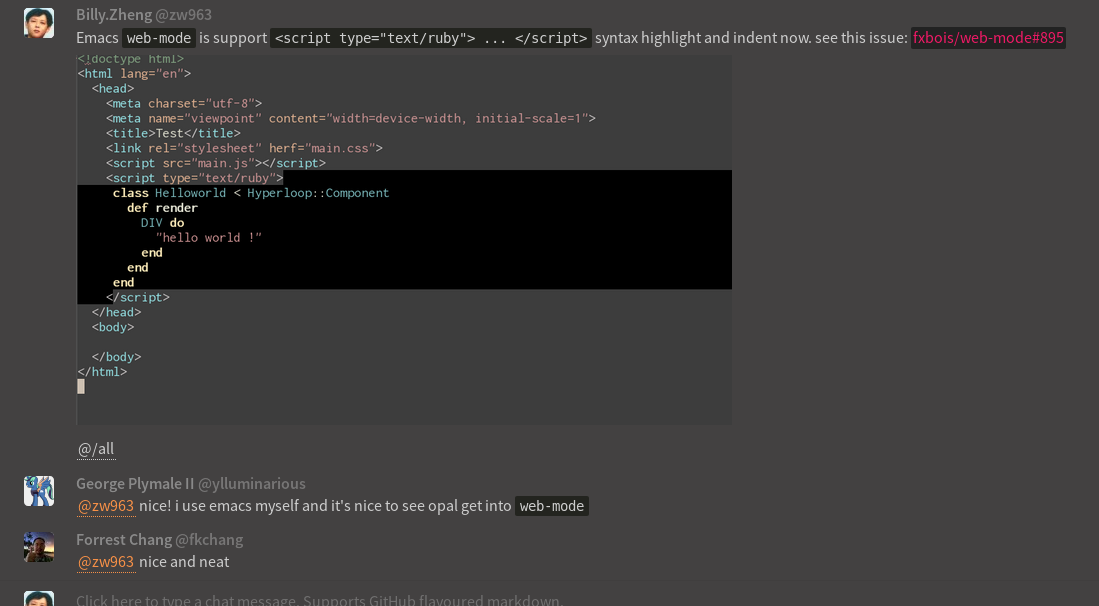 Billy.Zheng @zw963
Emacs web-mode is support <script type="text/ruby"> ... </script> syntax highlight and indent now. see this issue: fxbois/web-mode#895
<!doctype html>
<html lang="en">
  <head>
    <meta charset="utf-8">
    <meta name="viewpoint" content="width=device-width, initial-scale=1">
    <title>Test</title>
    <link rel="stylesheet" herf="main.css">
    <script src="main.js"></script>
    <script type="text/ruby">
     class Helloworld < Hyperloop::Component
       def render
         DIV do
           “hello world !”
         end
       end
     end
    </script>
  </head>
  <body>
  </body>
</html>
@/all
George Plymale II @ylluminarious
@zw963 nice! i use emacs myself and it's nice to see opal get into web-mode
Forrest Chang @fkchang
@zw963 nice and neat
Click here to type a chat message. Supports GitHub flavoured markdown.